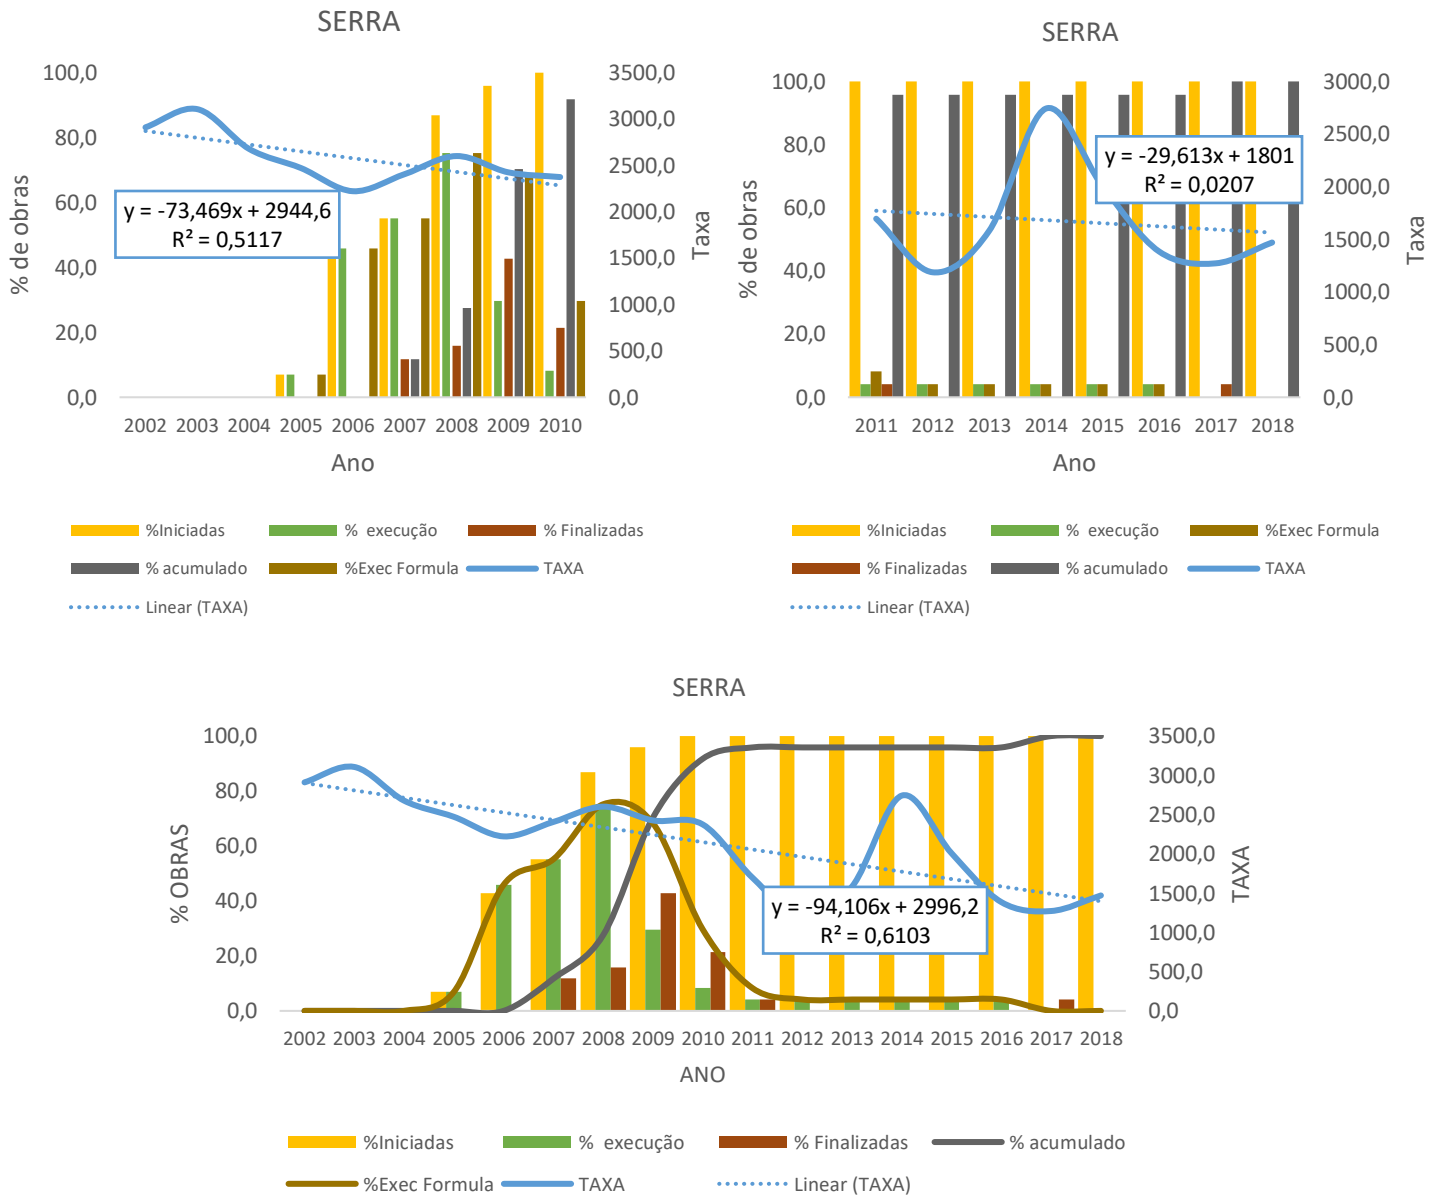 SERRA
100,0
80,0
60,0
40,0
20,0
0,0
% de obras
3500,0
3000,0
2500,0
2000,0
1500,0
1000,0
500,0
0,0
Taxa
y = -73,469x + 2944,6
R² = 0,5117
2002 2003 2004 2005 2006 2007 2008 2009 2010
Ano
%Iniciadas % execução % Finalizadas
% acumulado %Exec Formula TAXA
Linear (TAXA)
SERRA
100,0
80,0
60,0
40,0
20,0
0,0
% de obras
3000,0
2500,0
2000,0
1500,0
1000,0
500,0
0,0
Taxa
y = -29,613x + 1801
R² = 0,0207
2011 2012 2013 2014 2015 2016 2017 2018
Ano
%Iniciadas % execução %Exec Formula
% Finalizadas % acumulado TAXA
Linear (TAXA)
SERRA
100,0
80,0
60,0
40,0
20,0
0,0
% OBRAS
3500,0
3000,0
2500,0
2000,0
1500,0
1000,0
500,0
0,0
TAXA
y = -94,106x + 2996,2
R² = 0,6103
2002 2003 2004 2005 2006 2007 2008 2009 2010 2011 2012 2013 2014 2015 2016 2017 2018
ANO
%Iniciadas % execução % Finalizadas % acumulado
%Exec Formula TAXA Linear (TAXA)